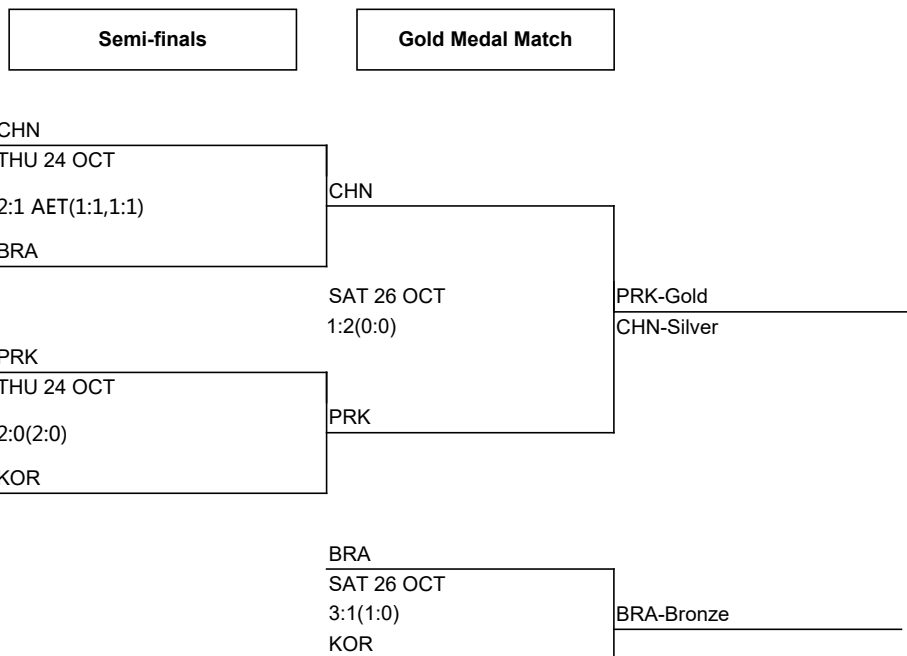 Semi-finals
Gold Medal Match
CHN
THU 24 OCT
2:1 AET(1:1,1:1)
BRA
CHN
SAT 26 OCT
1:2(0:0)
PRK-Gold
CHN-Silver
PRK
THU 24 OCT
2:0(2:0)
KOR
PRK
BRA
SAT 26 OCT
3:1(1:0)
KOR
BRA-Bronze